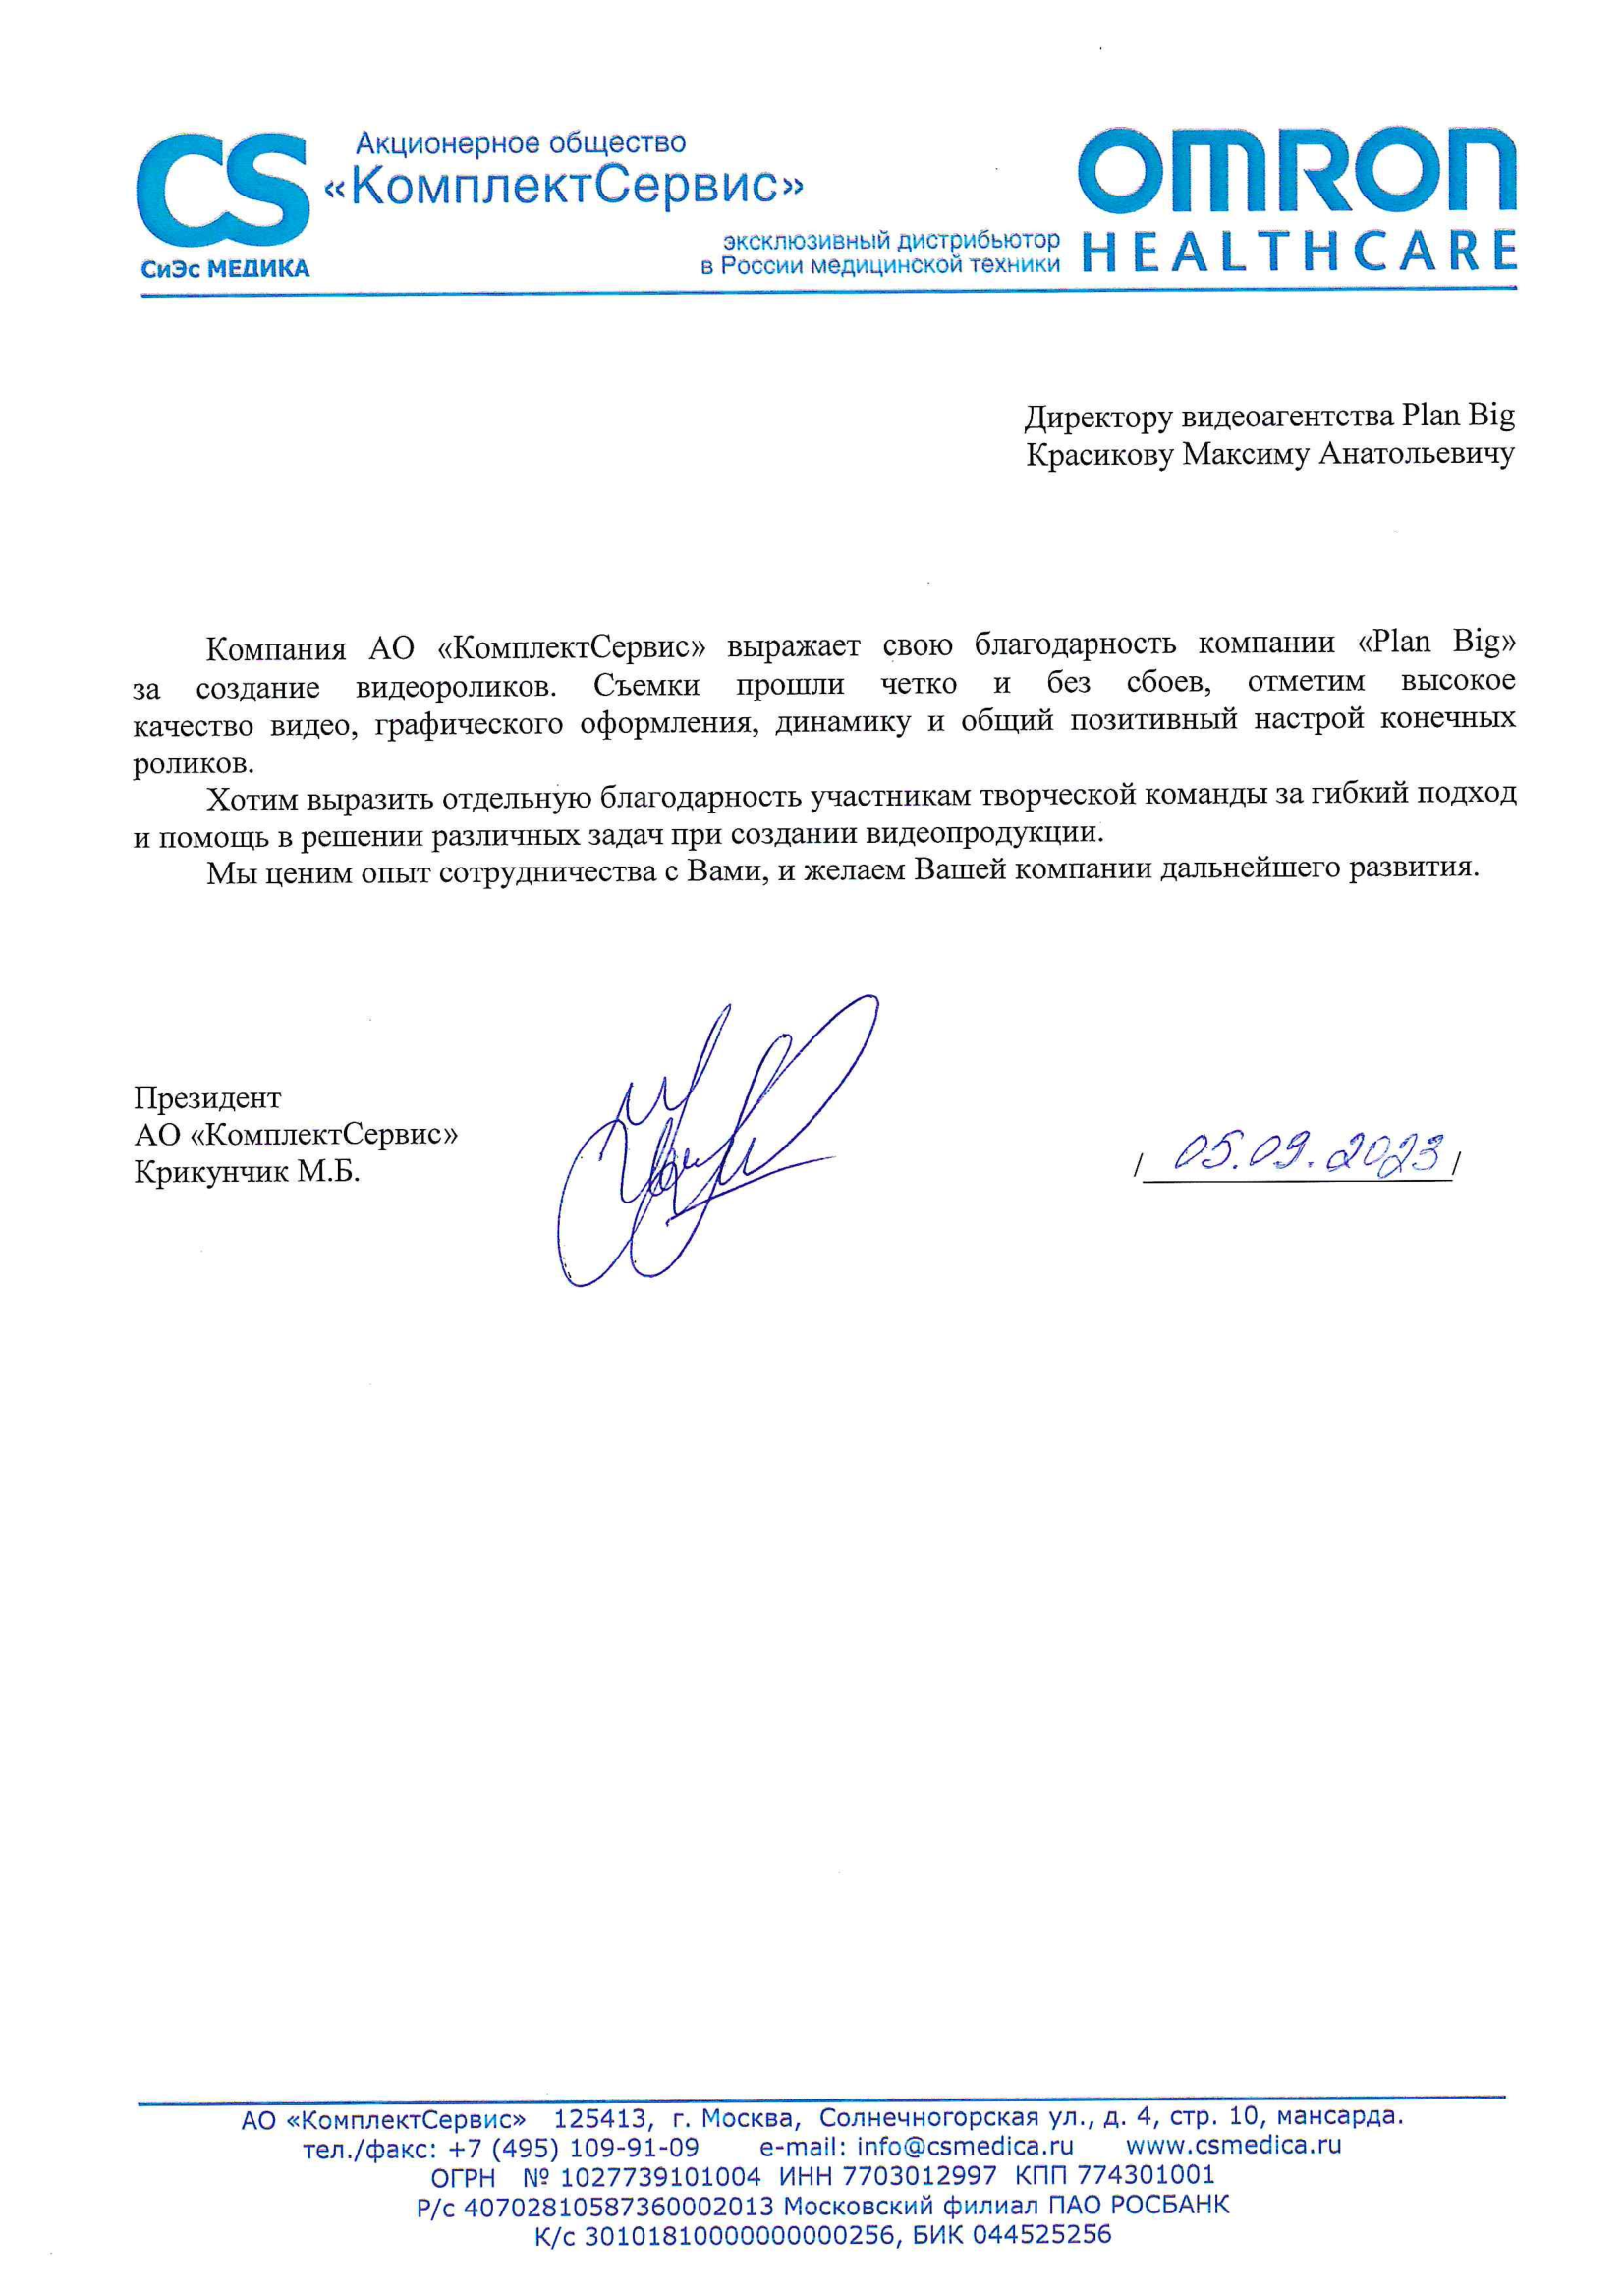 CS
СиЭс МЕДИКА
Акционерное общество
«КомплектСервис»
эксклюзивный дистрибьютор
в России медицинской техники
OMRON
HEALTHCARE
Директору видеоагентства Plan Big
Красикову Максиму Анатольевичу
Компания АО «КомплектСервис» выражает свою благодарность компании «Plan Big»
за создание видеороликов. Съемки прошли четко и без сбоев, отметим высокое
качество видео, графического оформления, динамику и общий позитивный настрой конечных
роликов.
Хотим выразить отдельную благодарность участникам творческой команды за гибкий подход
и помощь в решении различных задач при создании видеопродукции.
Мы ценим опыт сотрудничества с Вами, и желаем Вашей компании дальнейшего развития.
Президент
АО «КомплектСервис»
Крикунчик М.Б.
/ 05.09.2023 /
АО «КомплектСервис» 125413, г. Москва, Солнечногорская ул., д. 4, стр. 10, мансарда.
тел./факс: +7 (495) 109-91-09 e-mail: info@csmedica.ru www.csmedica.ru
ОГРН № 1027739101004 ИНН 7703012997 КПП 774301001
Р/с 40702810587360002013 Московский филиал ПАО РОСБАНК
К/с 30101810000000000256, БИК 044525256